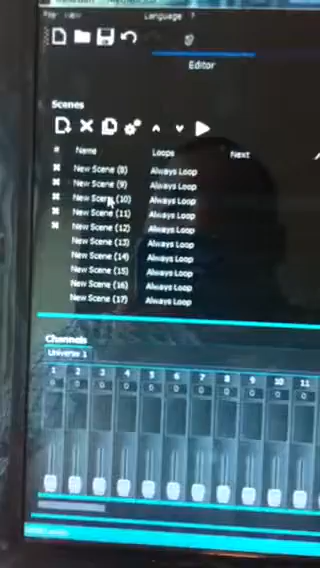 Language
Editor
Scenes
# Name Loops Next
New Scene (8) Always Loop
New Scene (9) Always Loop
New Scene (10) Always Loop
New Scene (11) Always Loop
New Scene (12) Always Loop
New Scene (13) Always Loop
New Scene (14) Always Loop
New Scene (15) Always Loop
New Scene (16) Always Loop
New Scene (17) Always Loop
Channels
Universe 1
1 2 3 4 5 6 7 8 9 10 11
0 0 0 0 0 0 0 0 0 0 0